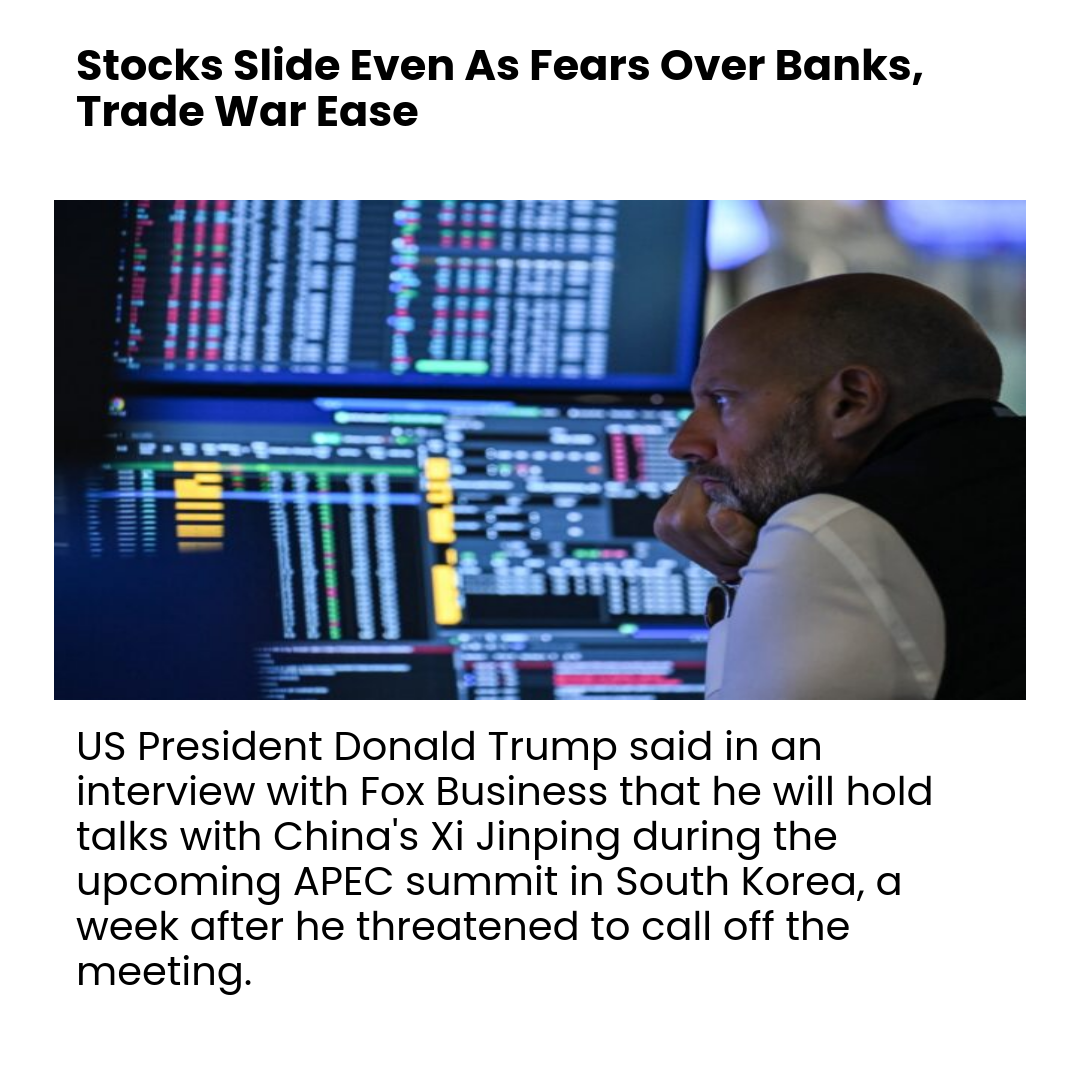 Stocks Slide Even As Fears Over Banks,
Trade War Ease
US President Donald Trump said in an
interview with Fox Business that he will hold
talks with China's Xi Jinping during the
upcoming APEC summit in South Korea, a
week after he threatened to call off the
meeting.